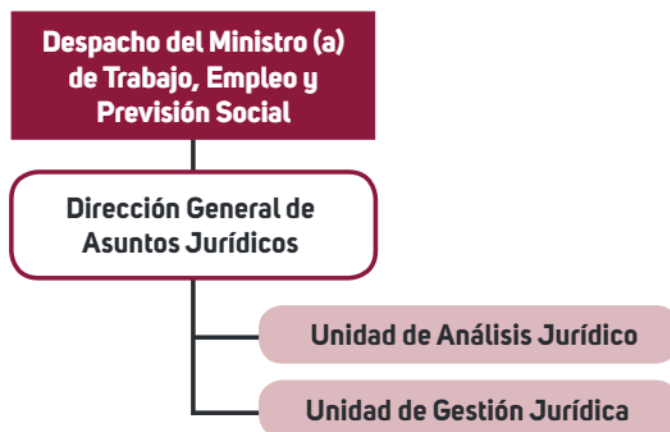 Despacho del Ministro (a)
de Trabajo, Empleo y
Previsión Social
Dirección General de
Asuntos Jurídicos
Unidad de Análisis Jurídico
Unidad de Gestión Jurídica